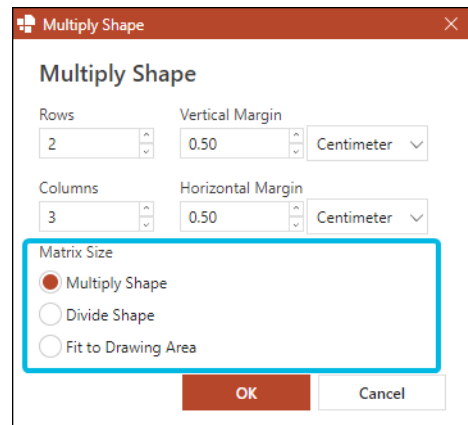 Multiply Shape
Multiply Shape
Rows Vertical Margin
2 0.50 Centimeter
Columns Horizontal Margin
3 0.50 Centimeter
Matrix Size
Multiply Shape
Divide Shape
Fit to Drawing Area
OK Cancel